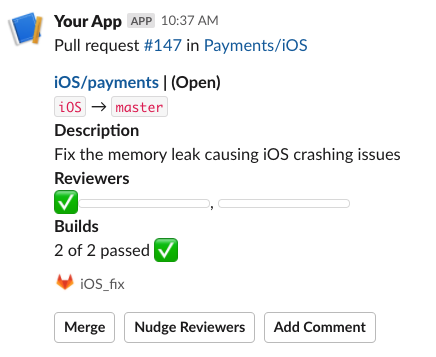 Your App APP 10:37 AM
Pull request #147 in Payments/iOS
iOS/payments | (Open)
iOS → master
Description
Fix the memory leak causing iOS crashing issues
Reviewers
,
Builds
2 of 2 passed
iOS_fix
Merge Nudge Reviewers Add Comment